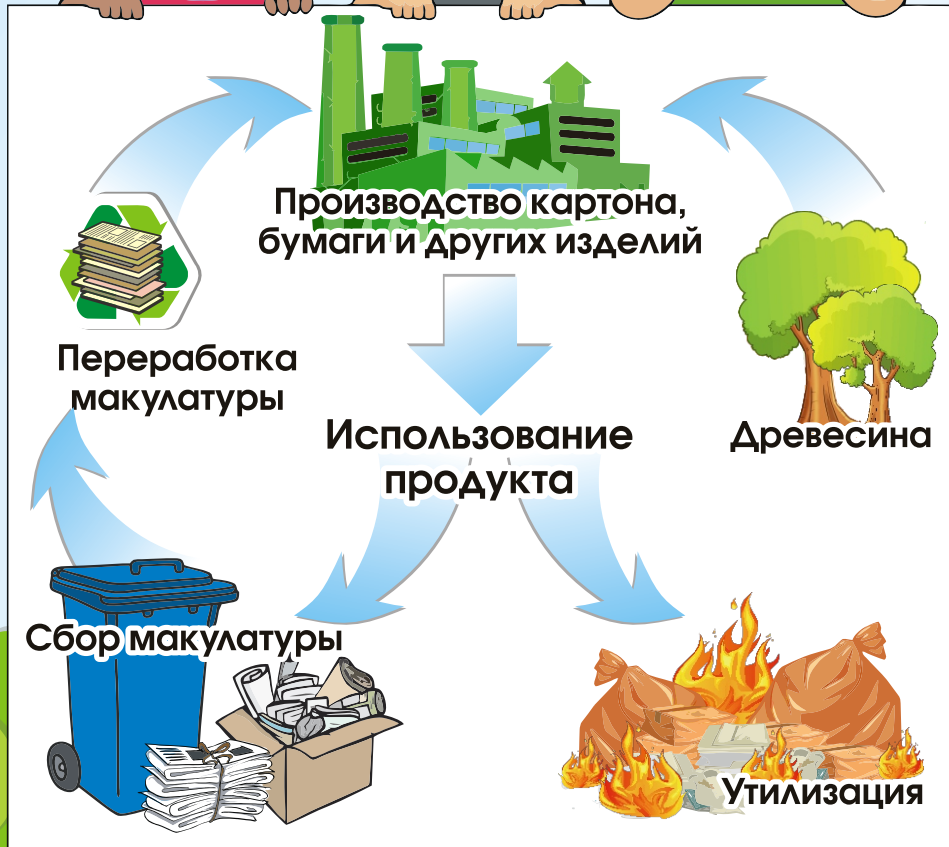 Производство картона,
бумаги и других изделий
Переработка
макулатуры
Использование
продукта
Древесина
Сбор макулатуры
Утилизация